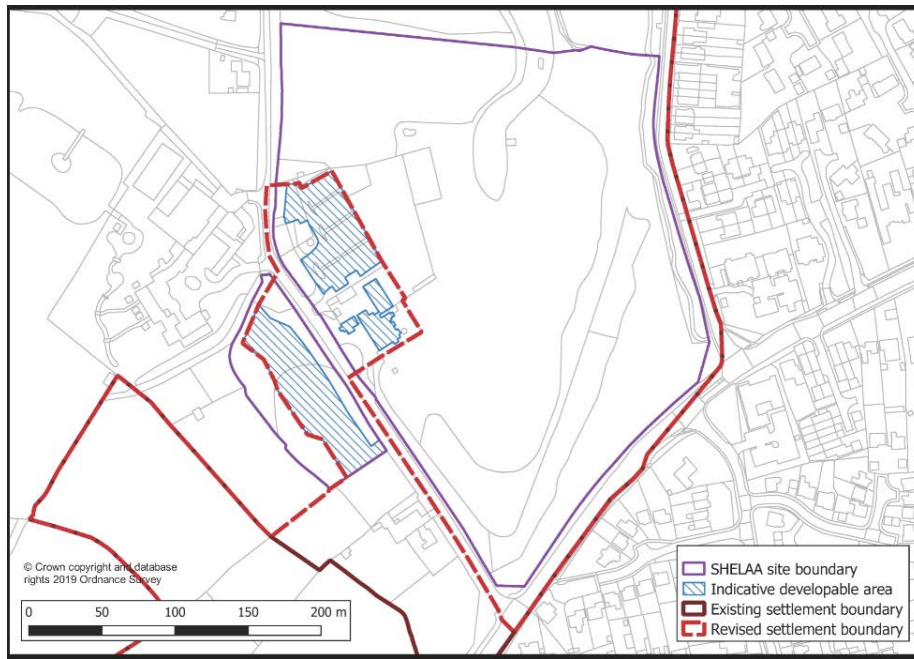 © Crown copyright and database
rights 2019 Ordnance Survey
0 50 100 150 200 m
SHELAA site boundary
Indicative developable area
Existing settlement boundary
Revised settlement boundary